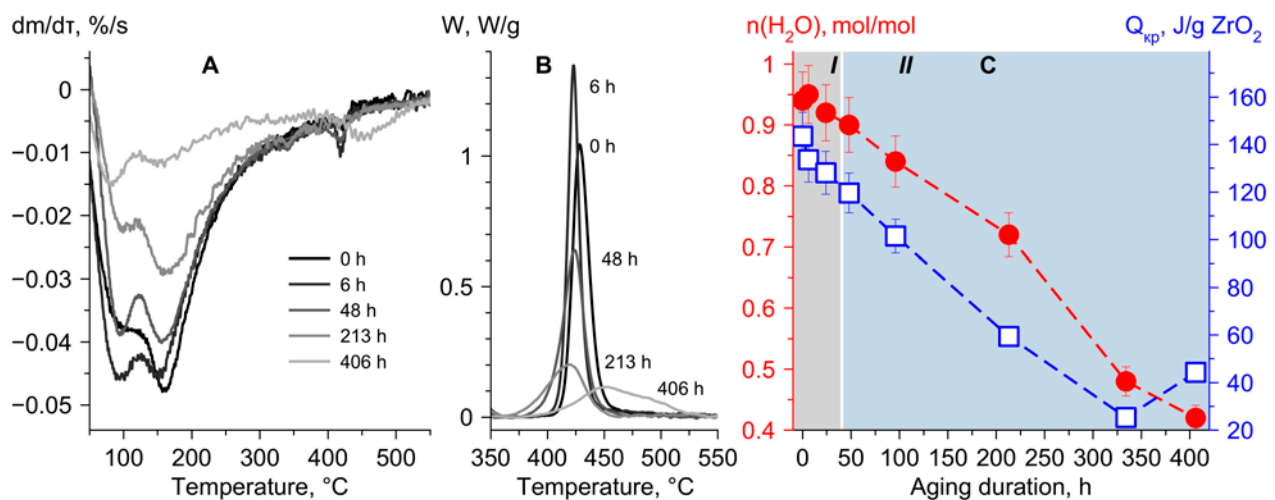 dm/dτ, %/s
A
0
−0.01
−0.02
−0.03
−0.04
−0.05
0 h
6 h
48 h
213 h
406 h
100 200 300 400 500
Temperature, °C
W, W/g
B
1
0.5
0
6 h
0 h
48 h
213 h
406 h
350 400 450 500 550
Temperature, °C
n(H₂O), mol/mol
Qкр, J/g ZrO₂
I II C
1
0.9
0.8
0.7
0.6
0.5
0.4
160
140
120
100
80
60
40
20
0 50 100 150 200 250 300 350 400
Aging duration, h